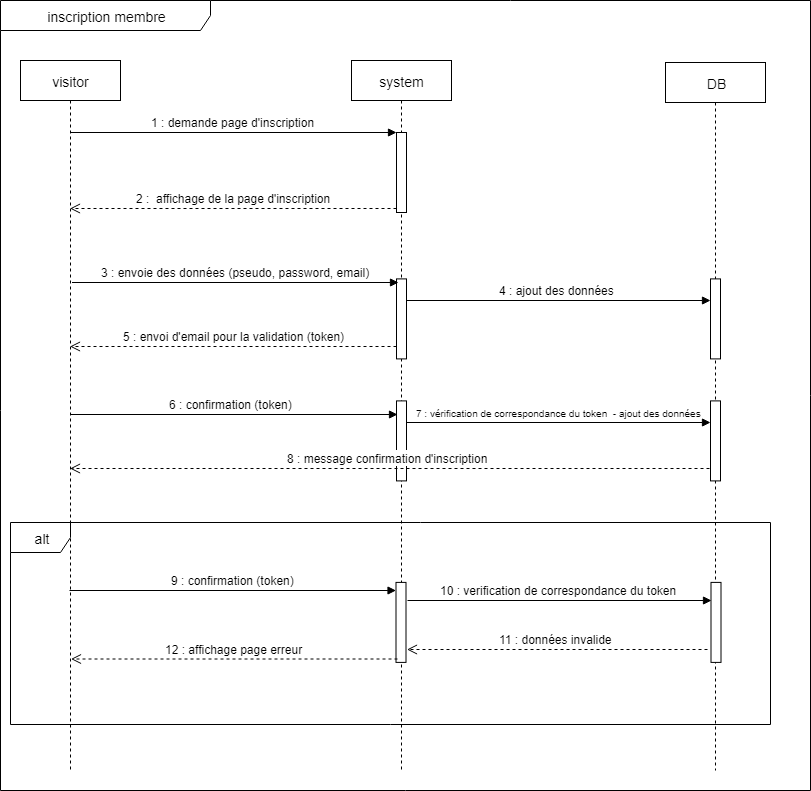 inscription membre
visitor
system
DB
1 : demande page d'inscription
2 : affichage de la page d'inscription
3 : envoie des données (pseudo, password, email)
4 : ajout des données
5 : envoi d'email pour la validation (token)
6 : confirmation (token)
7 : vérification de correspondance du token - ajout des données
8 : message confirmation d'inscription
alt
9 : confirmation (token)
10 : verification de correspondance du token
11 : données invalide
12 : affichage page erreur